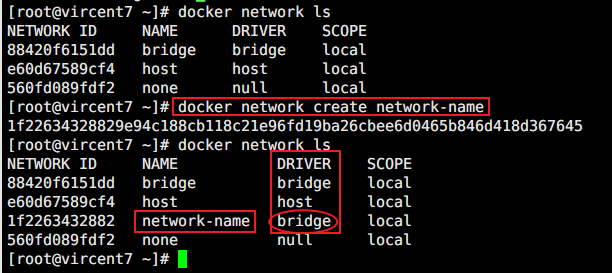 [root@vircent7 ~]# docker network ls
NETWORK ID NAME DRIVER SCOPE
88420f6151dd bridge bridge local
e60d67589cf4 host host local
560fd089fdf2 none null local
[root@vircent7 ~]# docker network create network-name
1f22634328829e94c188cb118c21e96fd19ba26cbee6d0465b846d418d367645
[root@vircent7 ~]# docker network ls
NETWORK ID NAME DRIVER SCOPE
88420f6151dd bridge bridge local
e60d67589cf4 host host local
1f2263432882 network-name bridge local
560fd089fdf2 none null local
[root@vircent7 ~]#